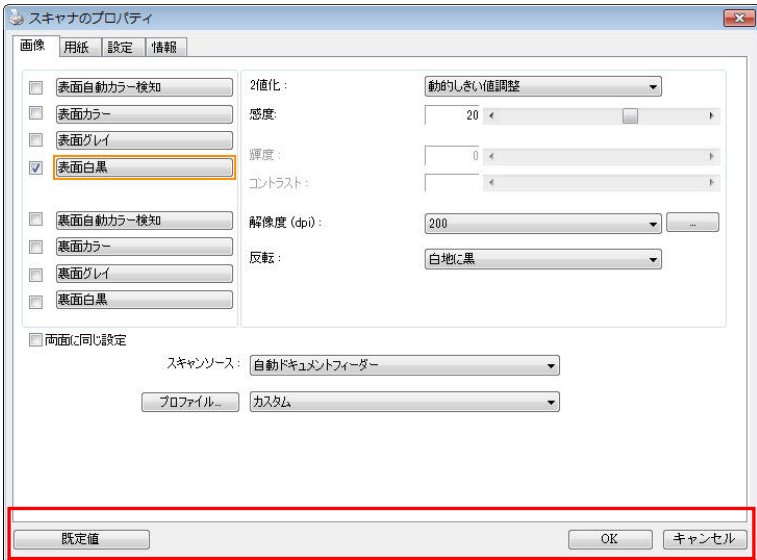 スキャナのプロパティ
画像 用紙 設定 情報
表面自動カラー検知
表面カラー
表面グレイ
表面白黒
裏面自動カラー検知
裏面カラー
裏面グレイ
裏面白黒
2値化: 動的しきい値調整
感度: 20
輝度: 0
コントラスト:
解像度 (dpi): 200 ...
反転: 白地に黒
両面に同じ設定
スキャンソース: 自動ドキュメントフィーダー
プロファイル... カスタム
既定値 OK キャンセル